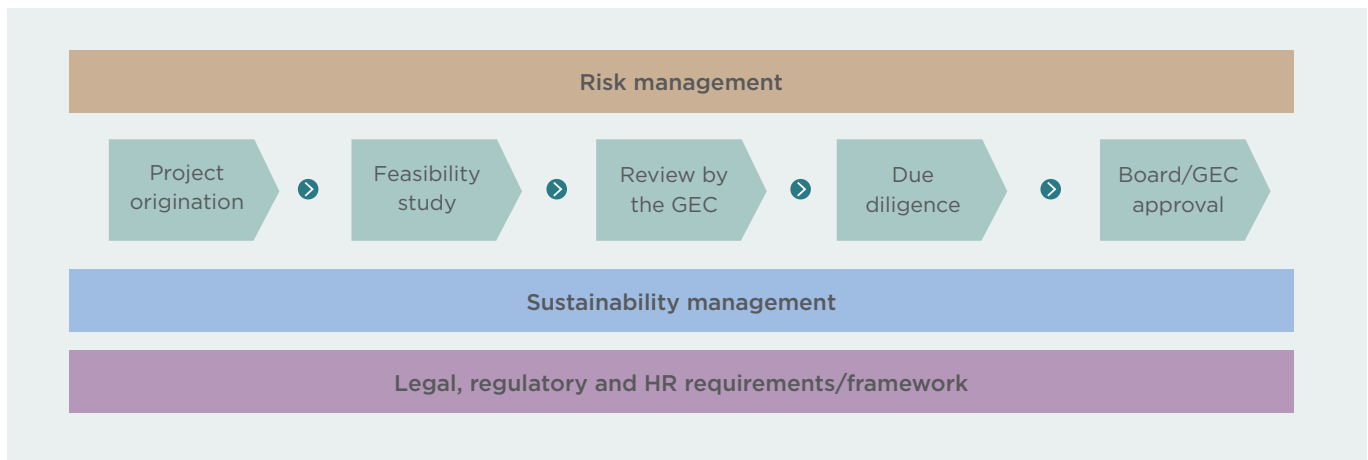 Risk management
Project
origination
Feasibility
study
Review by
the GEC
Due
diligence
Board/GEC
approval
Sustainability management
Legal, regulatory and HR requirements/framework